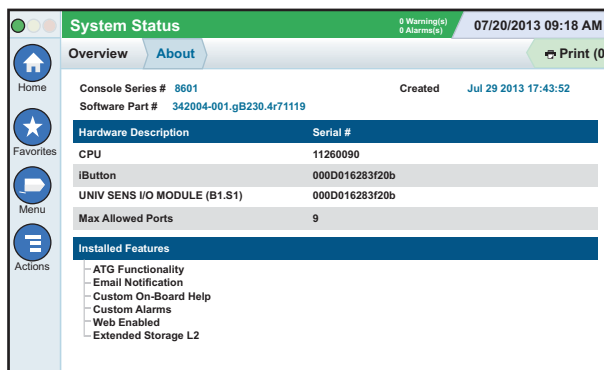 System Status
0 Warning(s)
0 Alarms(s)
07/20/2013 09:18 AM
Overview About Print (0
Home
Favorites
Menu
Actions
Console Series # 8601 Created Jul 29 2013 17:43:52
Software Part # 342004-001.gB230.4r71119
Hardware Description Serial #
CPU 11260090
iButton 000D016283f20b
UNIV SENS I/O MODULE (B1.S1) 000D016283f20b
Max Allowed Ports 9
Installed Features
ATG Functionality
Email Notification
Custom On-Board Help
Custom Alarms
Web Enabled
Extended Storage L2